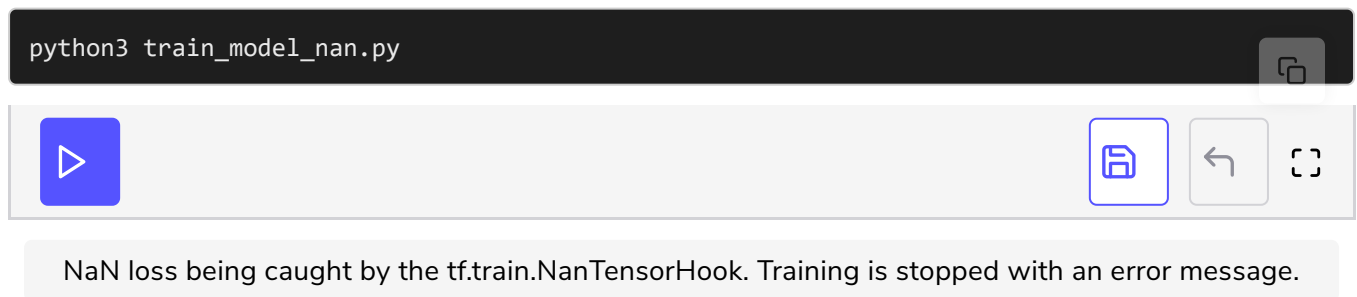 python3 train_model_nan.py
NaN loss being caught by the tf.train.NanTensorHook. Training is stopped with an error message.